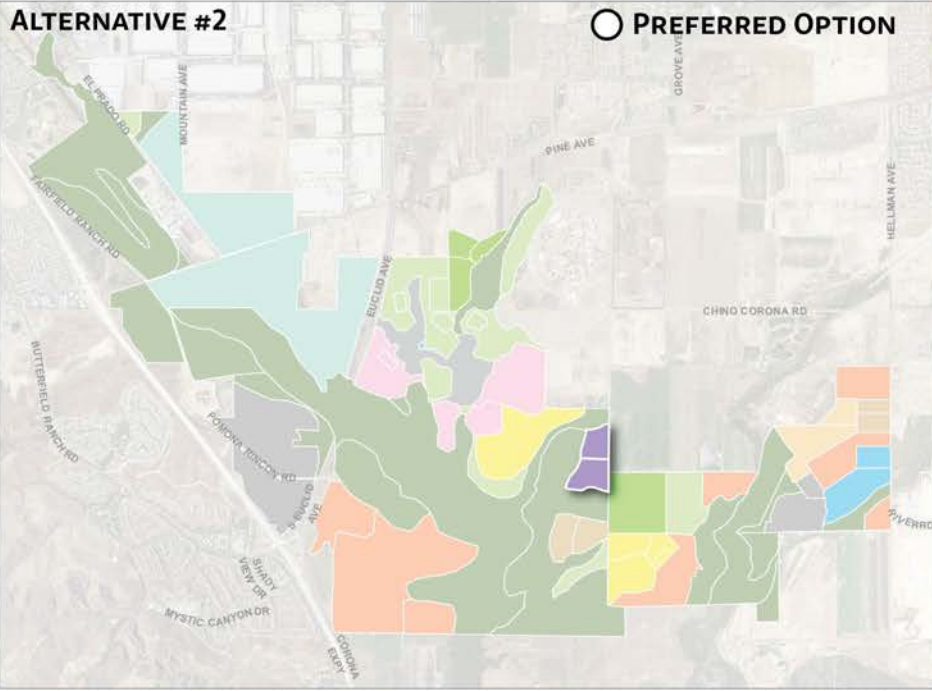 ALTERNATIVE #2
PREFERRED OPTION
EL PRADO RD
MOUNTAIN AVE
GROVE AVE
PINE AVE
FAIRFIELD RANCH RD
HELLMAN AVE
EUCLID AVE
CHINO CORONA RD
BUTTERFIELD RANCH RD
POMONA RINCON RD
S EUCLID
AVE
RIVERRD
SHADY
VIEW DR
MYSTIC CANYON DR
CORONA
EXPY